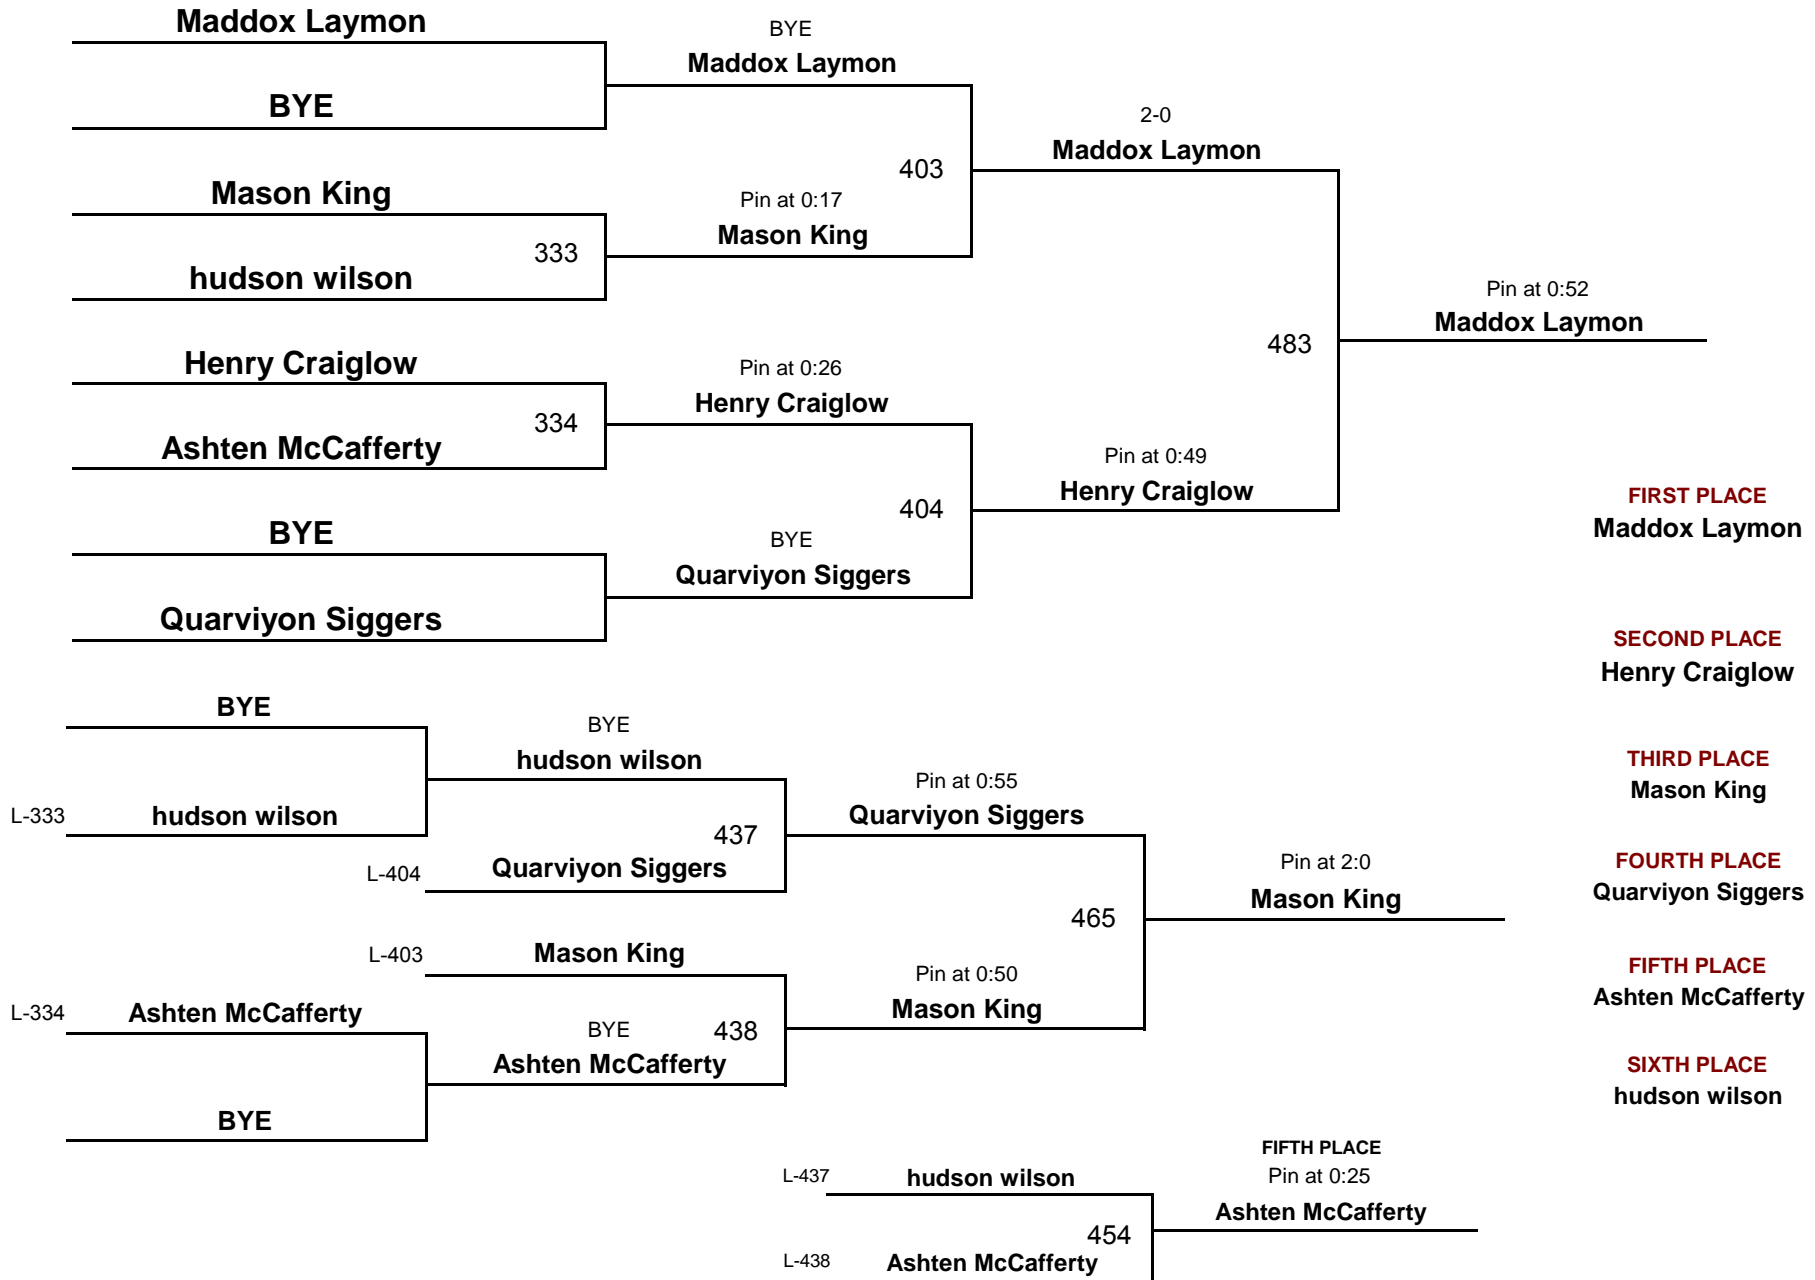 Maddox Laymon
BYE
BYE
Maddox Laymon
2-0
Maddox Laymon
403
Mason King
333
hudson wilson
Pin at 0:17
Mason King
Pin at 0:52
Maddox Laymon
483
Henry Craiglow
334
Ashten McCafferty
Pin at 0:26
Henry Craiglow
Pin at 0:49
Henry Craiglow
404
BYE
Quarviyon Siggers
BYE
Quarviyon Siggers
FIRST PLACE
Maddox Laymon
SECOND PLACE
Henry Craiglow
THIRD PLACE
Mason King
FOURTH PLACE
Quarviyon Siggers
FIFTH PLACE
Ashten McCafferty
SIXTH PLACE
hudson wilson
BYE
L-333 hudson wilson
BYE
hudson wilson
437
L-404 Quarviyon Siggers
Pin at 0:55
Quarviyon Siggers
465
Pin at 2:0
Mason King
L-403 Mason King
L-334 Ashten McCafferty
BYE
BYE
Ashten McCafferty
438
Pin at 0:50
Mason King
L-437 hudson wilson
454
L-438 Ashten McCafferty
FIFTH PLACE
Pin at 0:25
Ashten McCafferty